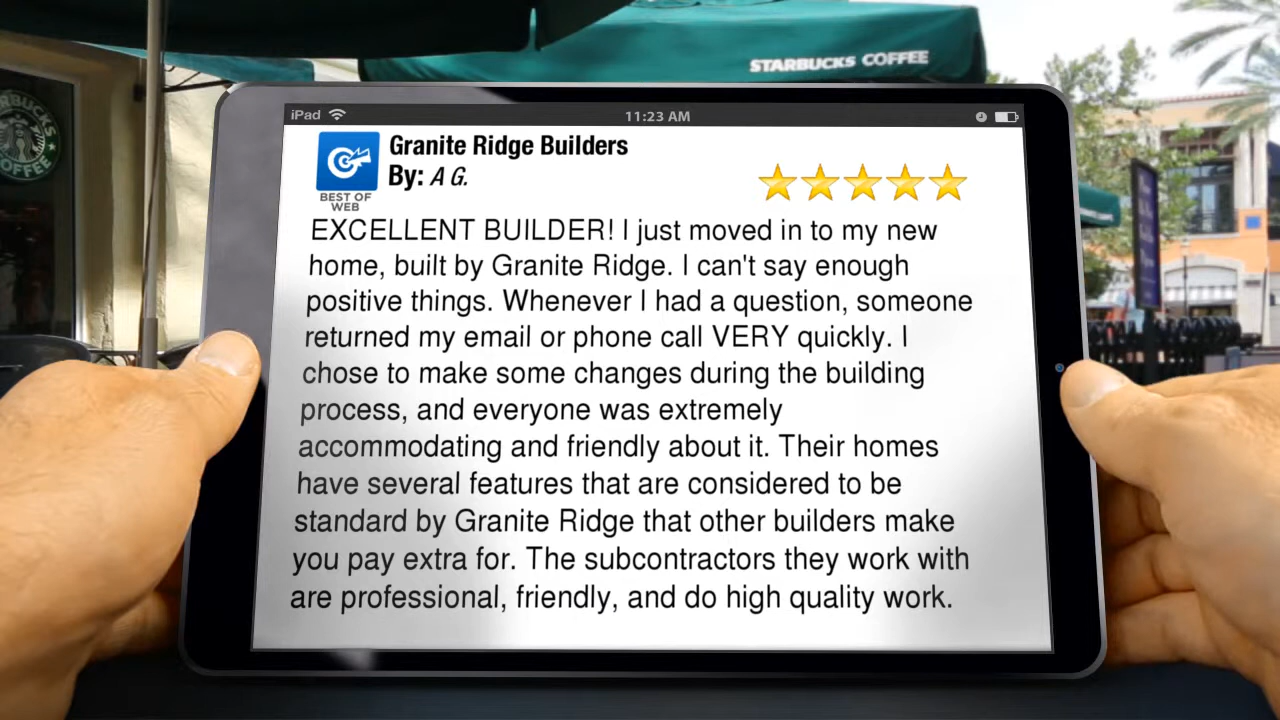 STARBUCKS COFFEE
iPad
11:23 AM
Granite Ridge Builders
By: A G.
BEST OF
WEB
EXCELLENT BUILDER! I just moved in to my new
home, built by Granite Ridge. I can't say enough
positive things. Whenever I had a question, someone
returned my email or phone call VERY quickly. I
chose to make some changes during the building
process, and everyone was extremely
accommodating and friendly about it. Their homes
have several features that are considered to be
standard by Granite Ridge that other builders make
you pay extra for. The subcontractors they work with
are professional, friendly, and do high quality work.